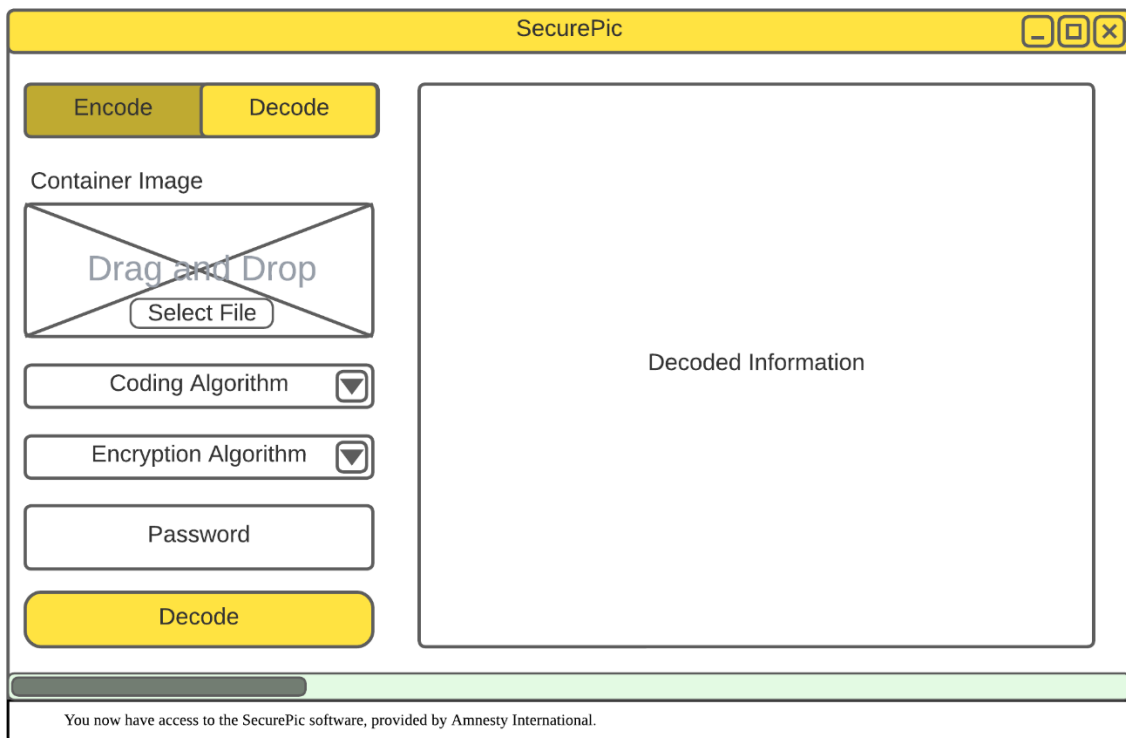 SecurePic
Encode Decode
Container Image
Drag and Drop
Select File
Coding Algorithm
Encryption Algorithm
Password
Decode
Decoded Information
You now have access to the SecurePic software, provided by Amnesty International.